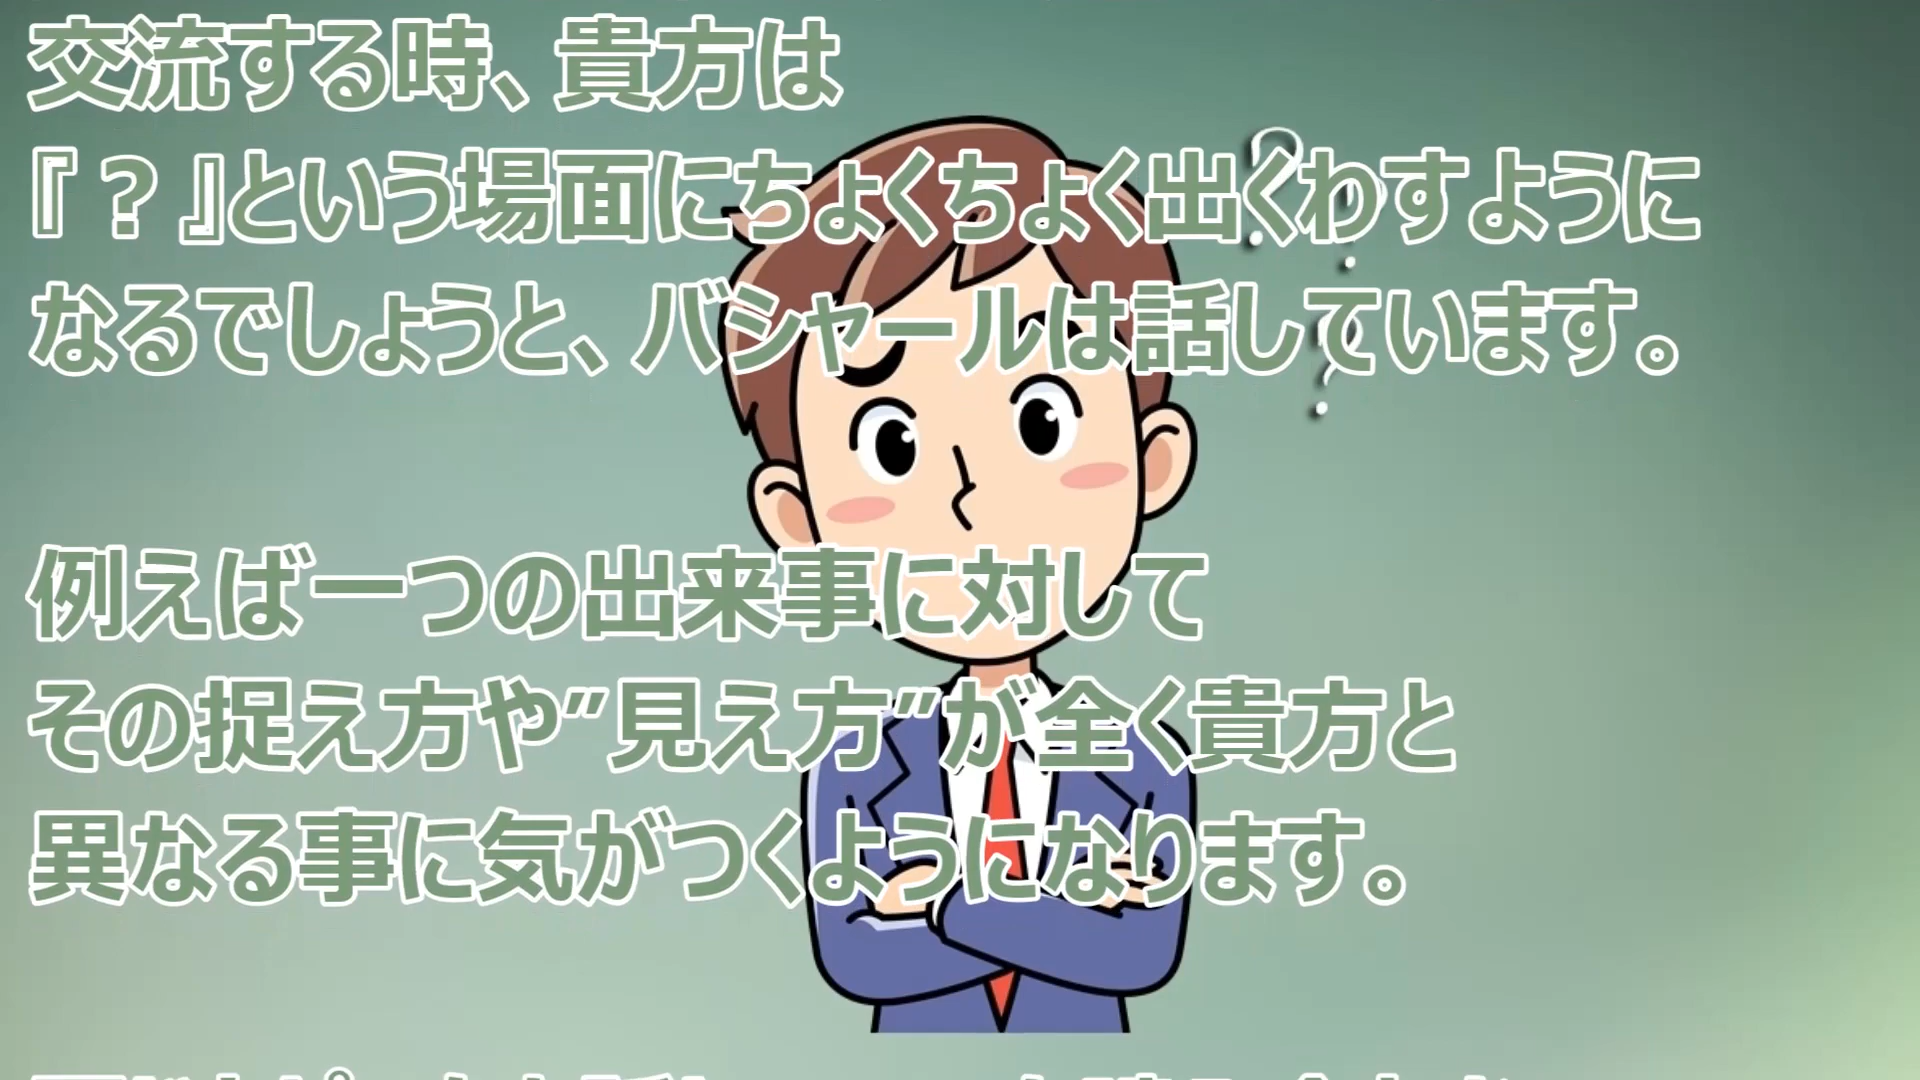 交流する時、貴方は
『？』という場面にちょくちょく出くわすように
なるでしょうと、バシャールは話しています。
例えば一つの出来事に対して
その捉え方や"見え方"が全く貴方と
異なる事に気がつくようになります。